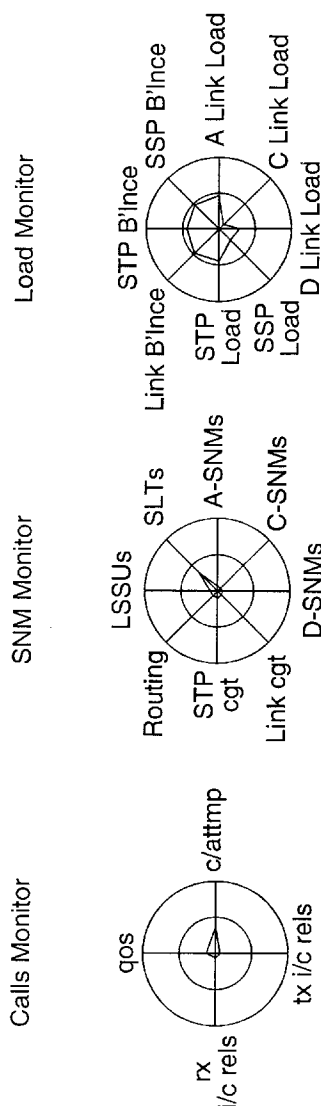 Calls Monitor
qos
c/attmp
rx
i/c rels
tx i/c rels
SNM Monitor
LSSUs
Routing
SLTs
STP
cgt
A-SNMs
Link cgt
C-SNMs
D-SNMs
Load Monitor
STP B'lnce
Link B'lnce
SSP B'lnce
STP
Load
A Link Load
SSP
Load
C Link Load
D Link Load